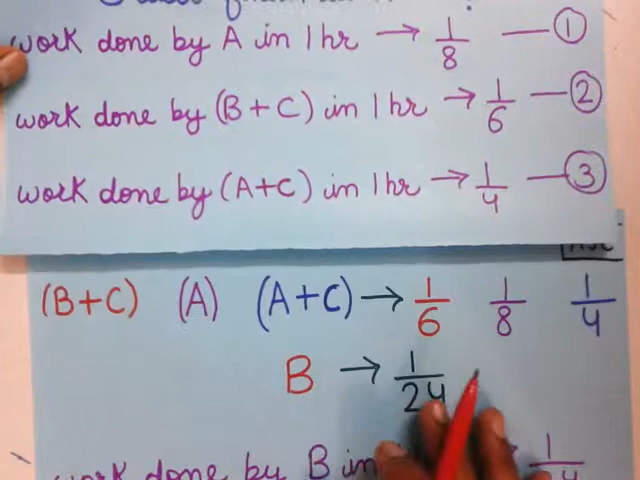 work done by A in 1 hr → 1/8 — ①
work done by (B+C) in 1 hr → 1/6 — ②
work done by (A+C) in 1 hr → 1/4 — ③
(B+C) (A) (A+C) → 1/6 1/8 1/4
B → 1/24
work done by B in